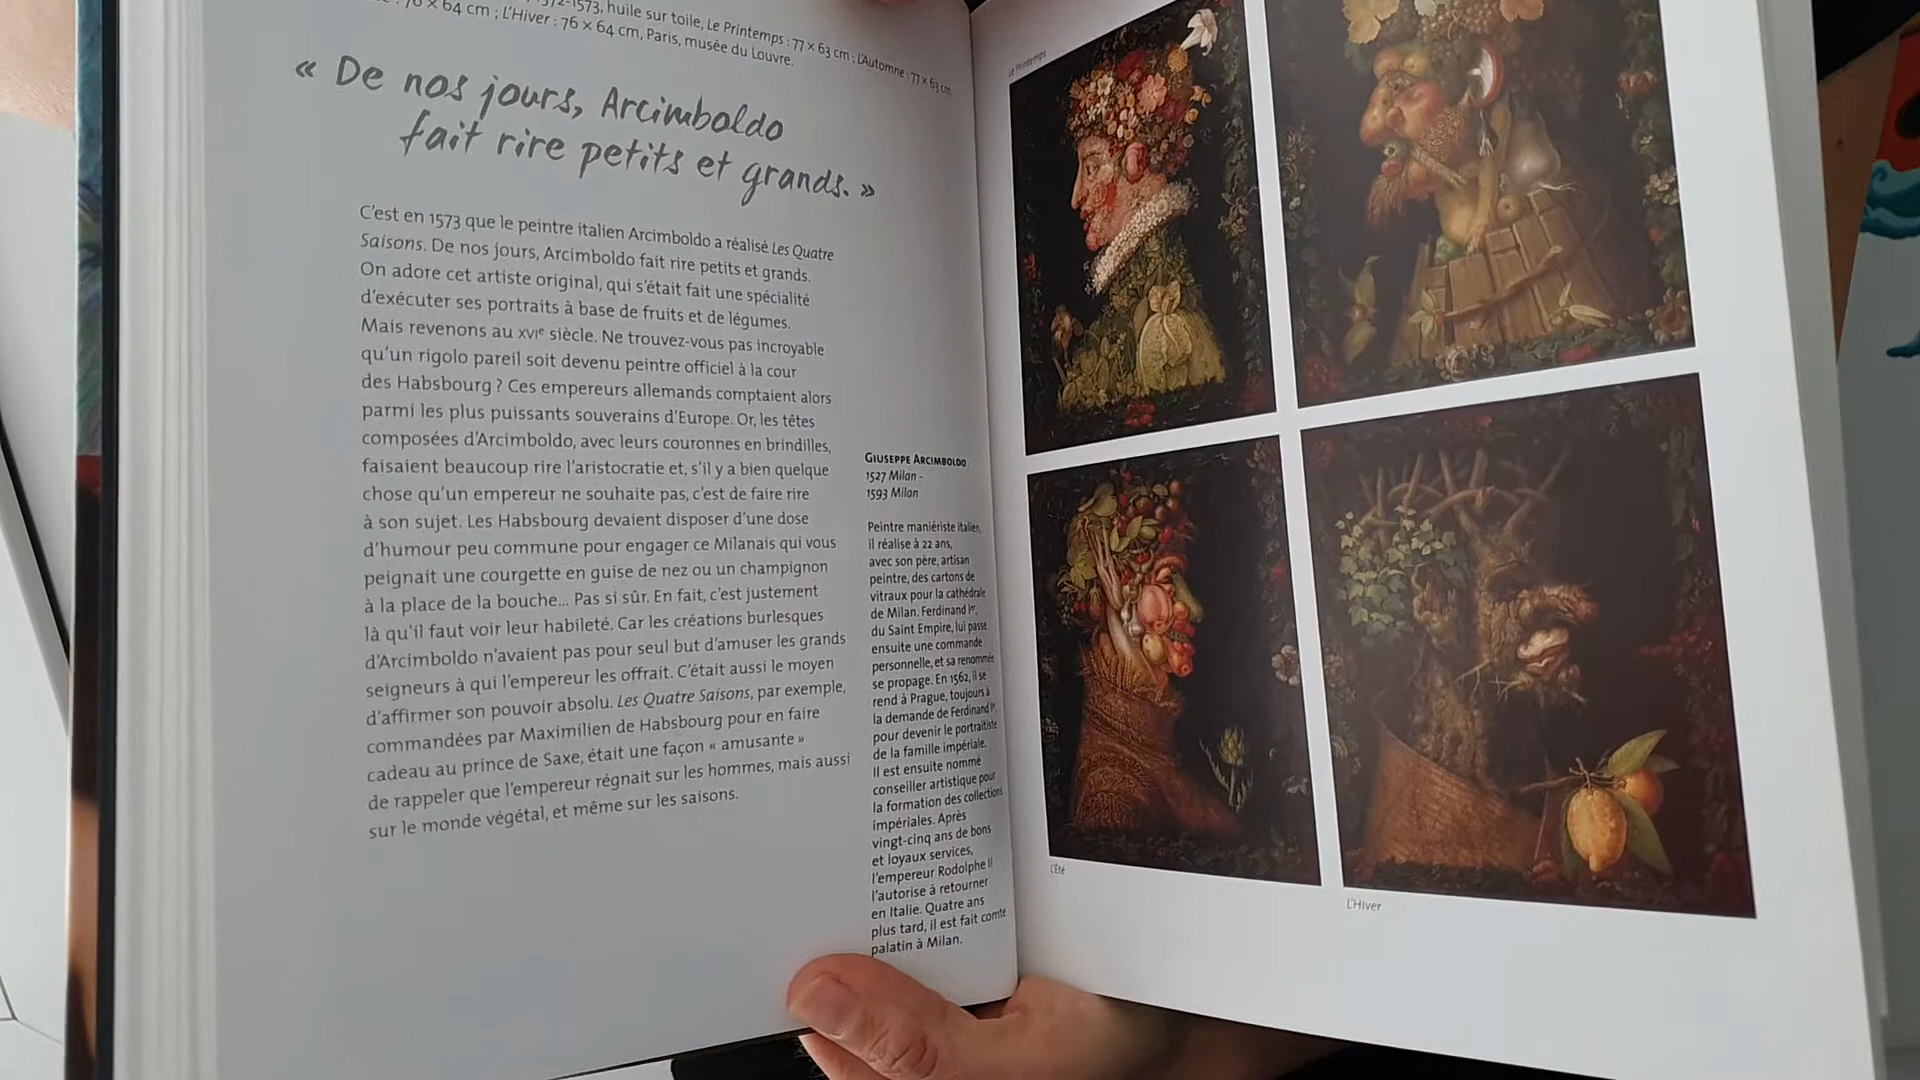 1572-1573, huile sur toile, Le Printemps : 77 × 63 cm ; L'Automne : 77 × 63 cm
: 76 × 64 cm ; L'Hiver : 76 × 64 cm, Paris, musée du Louvre.
« De nos jours, Arcimboldo
fait rire petits et grands. »
C'est en 1573 que le peintre italien Arcimboldo a réalisé Les Quatre
Saisons. De nos jours, Arcimboldo fait rire petits et grands.
On adore cet artiste original, qui s'était fait une spécialité
d'exécuter ses portraits à base de fruits et de légumes.
Mais revenons au XVIe siècle. Ne trouvez-vous pas incroyable
qu'un rigolo pareil soit devenu peintre officiel à la cour
des Habsbourg ? Ces empereurs allemands comptaient alors
parmi les plus puissants souverains d'Europe. Or, les têtes
composées d'Arcimboldo, avec leurs couronnes en brindilles,
faisaient beaucoup rire l'aristocratie et, s'il y a bien quelque
chose qu'un empereur ne souhaite pas, c'est de faire rire
à son sujet. Les Habsbourg devaient disposer d'une dose
d'humour peu commune pour engager ce Milanais qui vous
peignait une courgette en guise de nez ou un champignon
à la place de la bouche... Pas si sûr. En fait, c'est justement
là qu'il faut voir leur habileté. Car les créations burlesques
d'Arcimboldo n'avaient pas pour seul but d'amuser les grands
seigneurs à qui l'empereur les offrait. C'était aussi le moyen
d'affirmer son pouvoir absolu. Les Quatre Saisons, par exemple,
commandées par Maximilien de Habsbourg pour en faire
cadeau au prince de Saxe, était une façon « amusante »
de rappeler que l'empereur régnait sur les hommes, mais aussi
sur le monde végétal, et même sur les saisons.
GIUSEPPE ARCIMBOLDO
1527 Milan -
1593 Milan
Peintre maniériste italien,
il réalise à 22 ans,
avec son père, artisan
peintre, des cartons de
vitraux pour la cathédrale
de Milan. Ferdinand Ier,
du Saint Empire, lui passe
ensuite une commande
personnelle, et sa renommée
se propage. En 1562, il se
rend à Prague, toujours à
la demande de Ferdinand Ier,
pour devenir le portraitiste
de la famille impériale.
Il est ensuite nommé
conseiller artistique pour
la formation des collections
impériales. Après
vingt-cinq ans de bons
et loyaux services,
l'empereur Rodolphe II
l'autorise à retourner
en Italie. Quatre ans
plus tard, il est fait comte
palatin à Milan.
Le Printemps
L'Été
L'Hiver